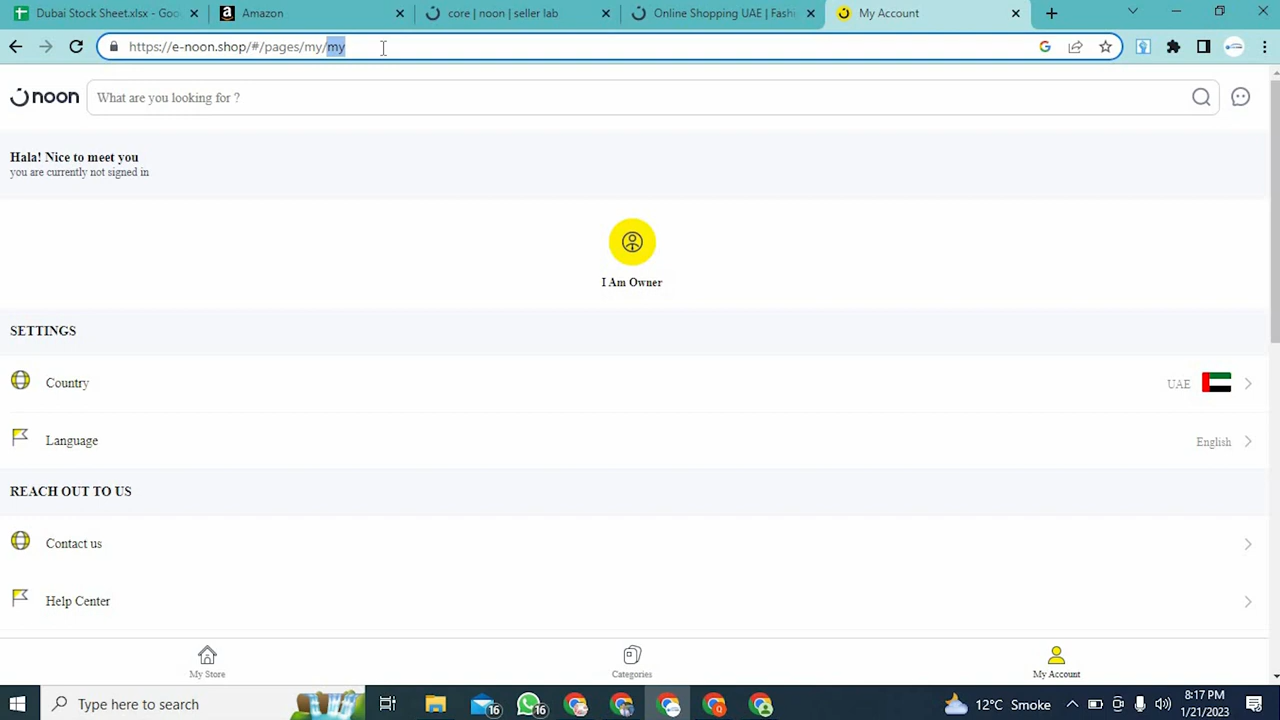 Dubai Stock Sheet.xlsx - Goo
Amazon
core | noon | seller lab
Online Shopping UAE | Fashi
My Account
https://e-noon.shop/#/pages/my/my
noon
What are you looking for ?
Hala! Nice to meet you
you are currently not signed in
I Am Owner
SETTINGS
Country
UAE
Language
English
REACH OUT TO US
Contact us
Help Center
My Store
Categories
My Account
Type here to search
16
16
12°C Smoke
8:17 PM
1/21/2023